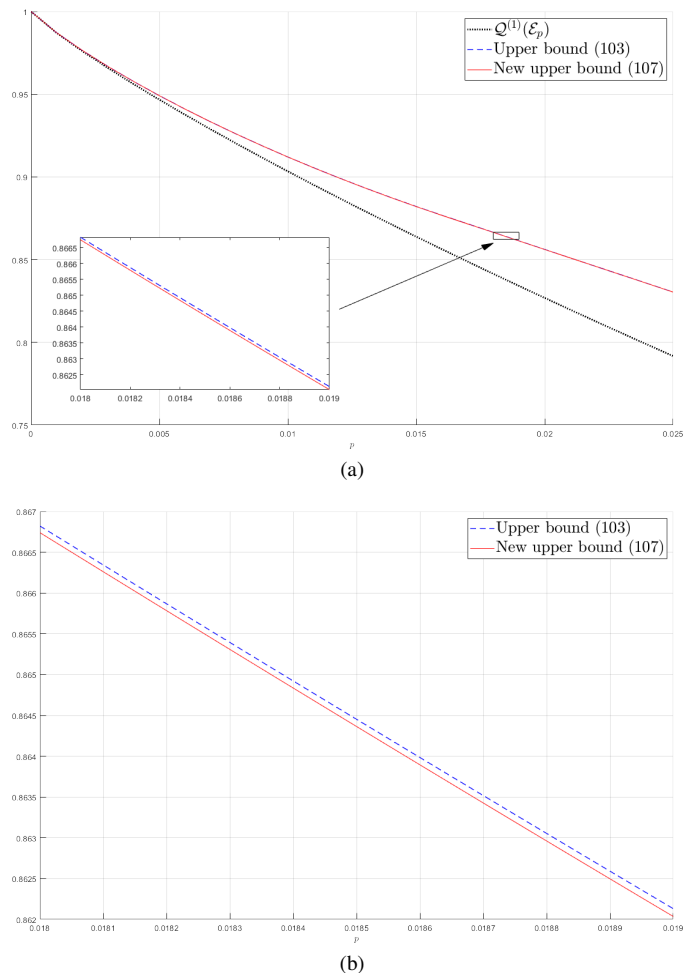 1
0.95
0.9
0.85
0.8
0.75
𝒬⁽¹⁾(ℰₚ)
Upper bound (103)
New upper bound (107)
0.8665
0.866
0.8655
0.865
0.8645
0.864
0.8635
0.863
0.8625
0.018 0.0182 0.0184 0.0186 0.0188 0.019
0 0.005 0.01 0.015 0.02 0.025
p
(a)
0.867
0.8665
0.866
0.8655
0.865
0.8645
0.864
0.8635
0.863
0.8625
0.862
Upper bound (103)
New upper bound (107)
0.018 0.0181 0.0182 0.0183 0.0184 0.0185 0.0186 0.0187 0.0188 0.0189 0.019
p
(b)